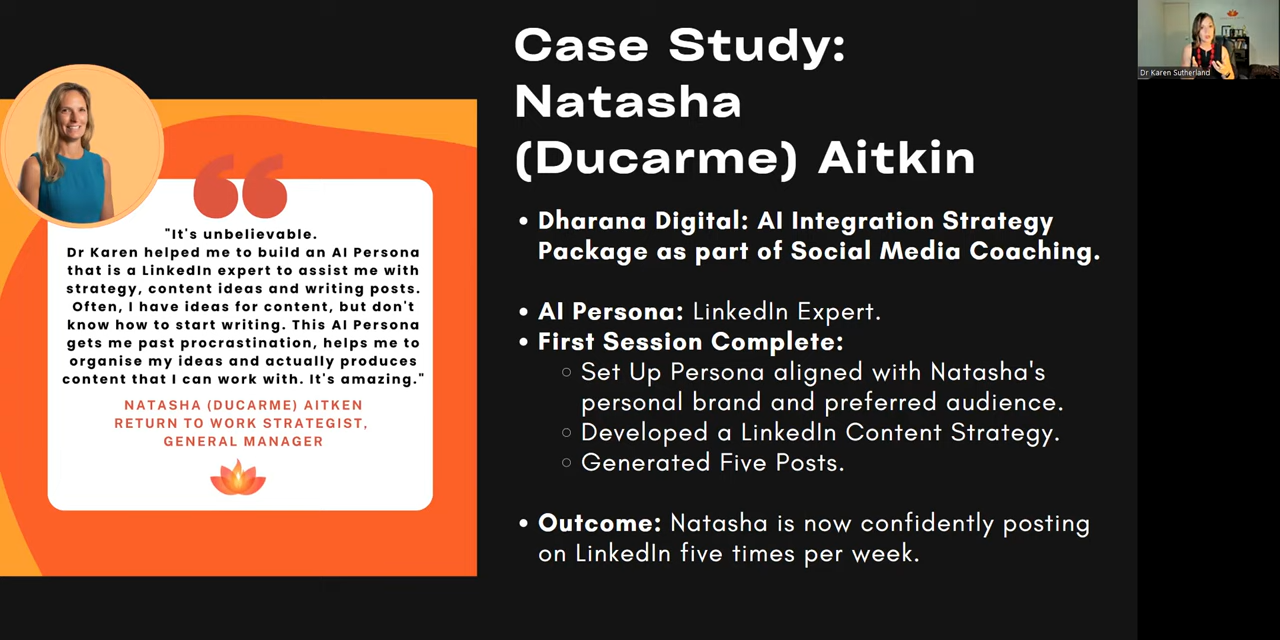 Case Study:
Natasha
(Ducarme) Aitkin
"It's unbelievable.
Dr Karen helped me to build an AI Persona
that is a LinkedIn expert to assist me with
strategy, content ideas and writing posts.
Often, I have ideas for content, but don't
know how to start writing. This AI Persona
gets me past procrastination, helps me to
organise my ideas and actually produces
content that I can work with. It's amazing."
NATASHA (DUCARME) AITKEN
RETURN TO WORK STRATEGIST,
GENERAL MANAGER
• Dharana Digital: AI Integration Strategy
Package as part of Social Media Coaching.
• AI Persona: LinkedIn Expert.
• First Session Complete:
○ Set Up Persona aligned with Natasha's
personal brand and preferred audience.
○ Developed a LinkedIn Content Strategy.
○ Generated Five Posts.
• Outcome: Natasha is now confidently posting
on LinkedIn five times per week.
Dr Karen Sutherland